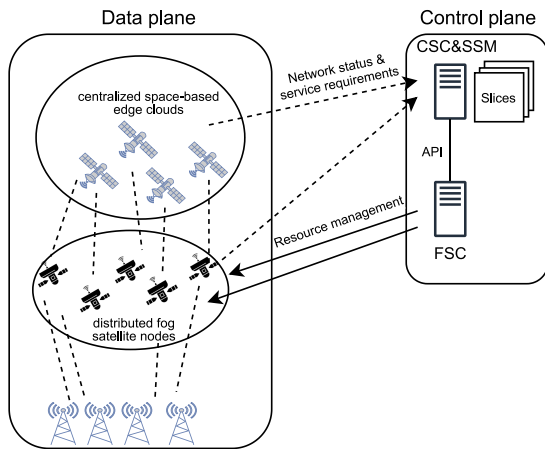 Data plane
Control plane
CSC&SSM
Network status &
service requirements
centralized space-based
edge clouds
Slices
API
Resource management
FSC
distributed fog
satellite nodes